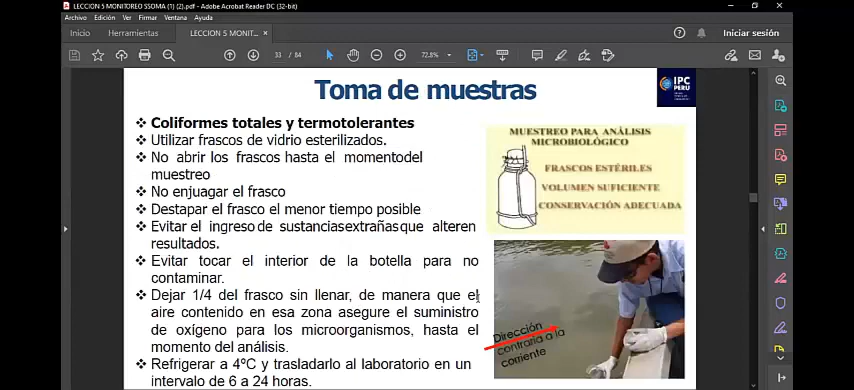 LECCION 5 MONITOREO SSOMA (1) (2).pdf - Adobe Acrobat Reader DC (32-bit)
Archivo Edición Ver Firmar Ventana Ayuda
Inicio Herramientas LECCION 5 MONIT... × Iniciar sesión
33 / 84 72.8%
Toma de muestras
IPC
PERU
❖ Coliformes totales y termotolerantes
❖ Utilizar frascos de vidrio esterilizados.
❖ No abrir los frascos hasta el momentodel
muestreo
❖ No enjuagar el frasco
❖ Destapar el frasco el menor tiempo posible
❖ Evitar el ingreso de sustanciasextrañasque alteren
resultados.
❖ Evitar tocar el interior de la botella para no
contaminar.
❖ Dejar 1/4 del frasco sin llenar, de manera que el
aire contenido en esa zona asegure el suministro
de oxígeno para los microorganismos, hasta el
momento del análisis.
❖ Refrigerar a 4ºC y trasladarlo al laboratorio en un
intervalo de 6 a 24 horas.
MUESTREO PARA ANÁLISIS
MICROBIOLÓGICO
FRASCOS ESTÉRILES
VOLUMEN SUFICIENTE
CONSERVACIÓN ADECUADA
Dirección
contraria a la
corriente